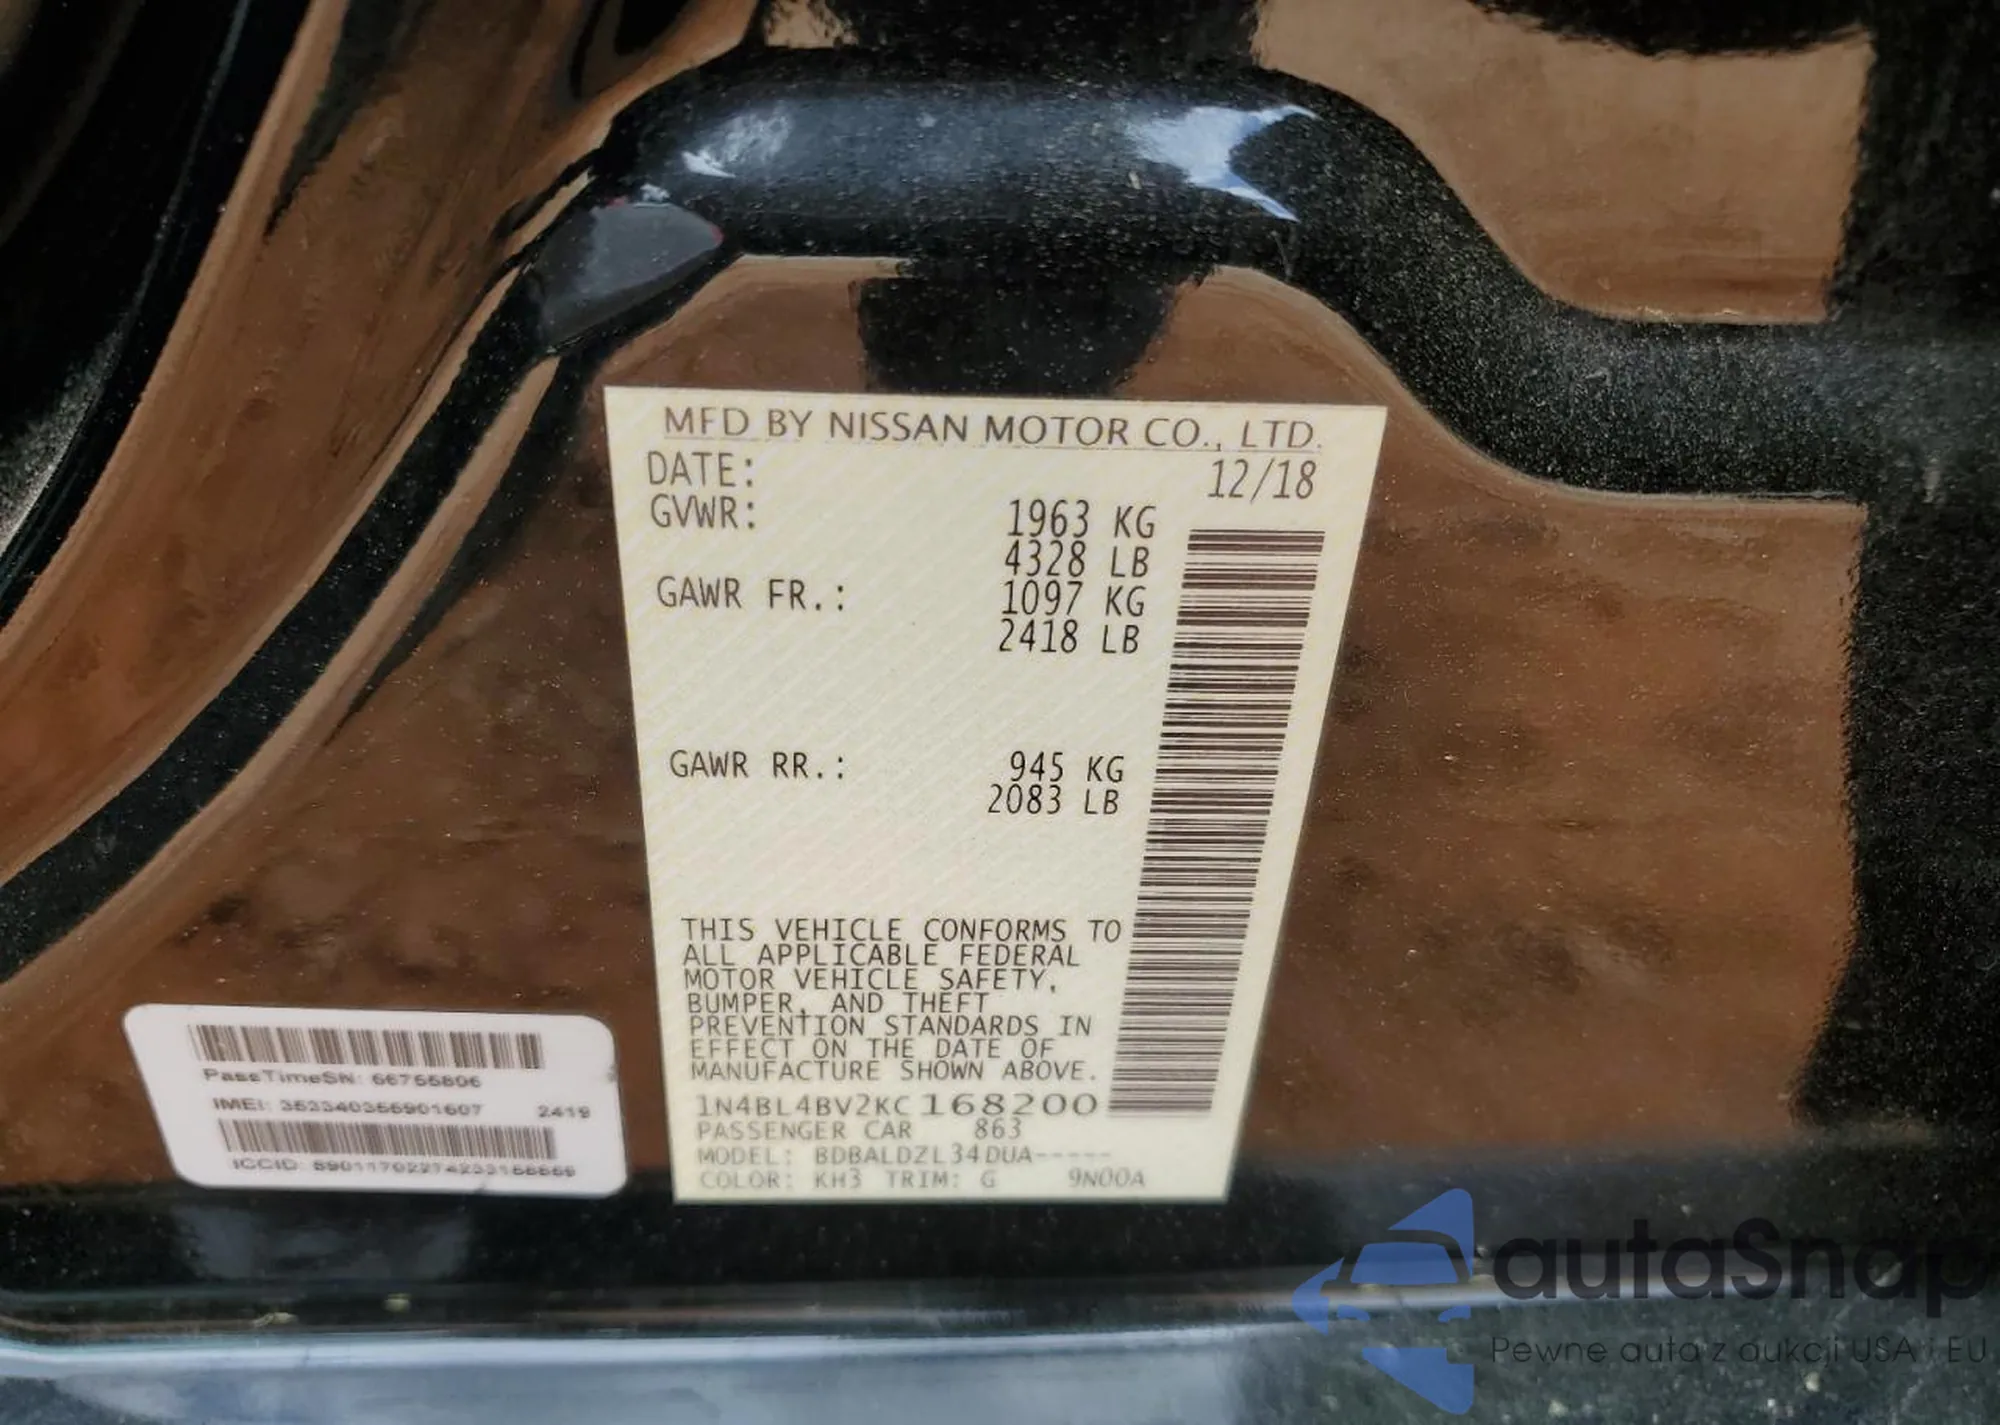 MFD BY NISSAN MOTOR CO., LTD.
DATE: 12/18
GVWR: 1963 KG
4328 LB
GAWR FR.: 1097 KG
2418 LB
GAWR RR.: 945 KG
2083 LB
THIS VEHICLE CONFORMS TO
ALL APPLICABLE FEDERAL
MOTOR VEHICLE SAFETY,
BUMPER, AND THEFT
PREVENTION STANDARDS IN
EFFECT ON THE DATE OF
MANUFACTURE SHOWN ABOVE.
1N4BL4BV2KC168200
PASSENGER CAR 863
MODEL: BDBALDZL34DUA-----
COLOR: KH3 TRIM: G 9N00A
PassTimeSN:
IMEI: 2419
ICCID:
autaSnap
Pewne auta z aukcji USA i EU